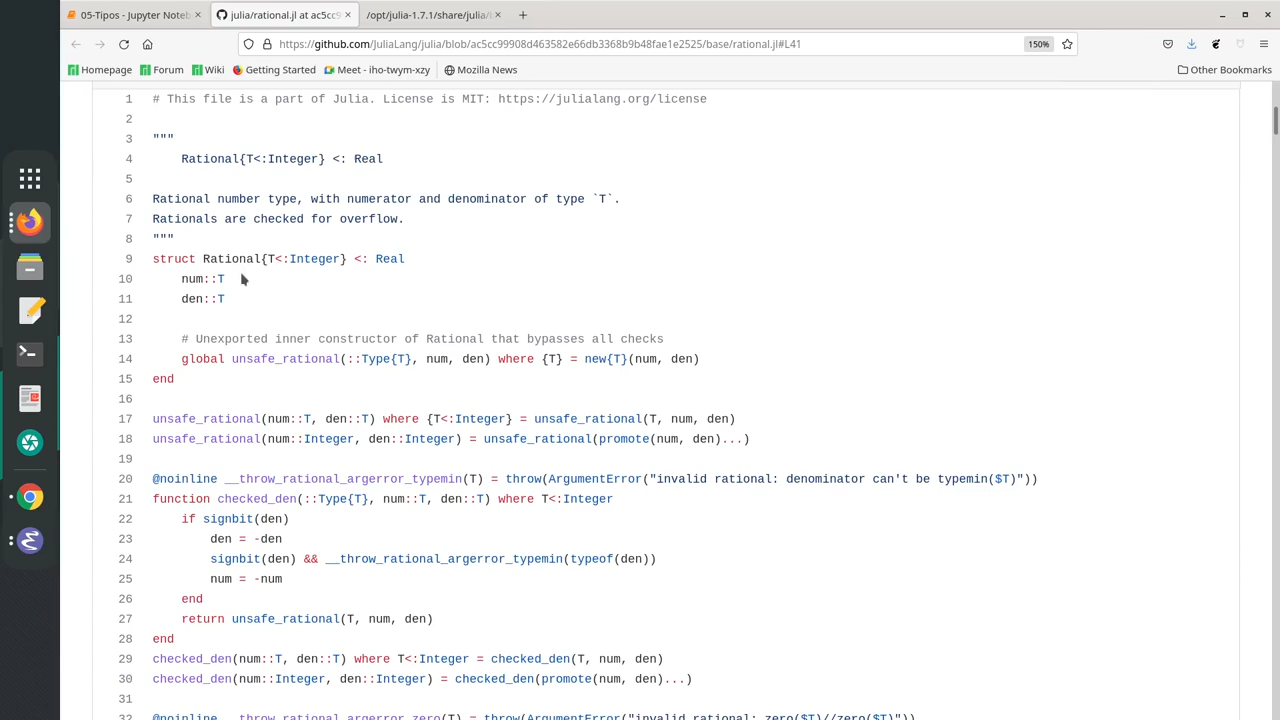 05-Tipos - Jupyter Noteb
julia/rational.jl at ac5cc9
/opt/julia-1.7.1/share/julia/b
https://github.com/JuliaLang/julia/blob/ac5cc99908d463582e66db3368b9b48fae1e2525/base/rational.jl#L41
150%
Homepage
Forum
Wiki
Getting Started
Meet - iho-twym-xzy
Mozilla News
Other Bookmarks
1 # This file is a part of Julia. License is MIT: https://julialang.org/license
2
3 """
4 Rational{T<:Integer} <: Real
5
6 Rational number type, with numerator and denominator of type `T`.
7 Rationals are checked for overflow.
8 """
9 struct Rational{T<:Integer} <: Real
10 num::T
11 den::T
12
13 # Unexported inner constructor of Rational that bypasses all checks
14 global unsafe_rational(::Type{T}, num, den) where {T} = new{T}(num, den)
15 end
16
17 unsafe_rational(num::T, den::T) where {T<:Integer} = unsafe_rational(T, num, den)
18 unsafe_rational(num::Integer, den::Integer) = unsafe_rational(promote(num, den)...)
19
20 @noinline __throw_rational_argerror_typemin(T) = throw(ArgumentError("invalid rational: denominator can't be typemin($T)"))
21 function checked_den(::Type{T}, num::T, den::T) where T<:Integer
22 if signbit(den)
23 den = -den
24 signbit(den) && __throw_rational_argerror_typemin(typeof(den))
25 num = -num
26 end
27 return unsafe_rational(T, num, den)
28 end
29 checked_den(num::T, den::T) where T<:Integer = checked_den(T, num, den)
30 checked_den(num::Integer, den::Integer) = checked_den(promote(num, den)...)
31
32 @noinline __throw_rational_argerror_zero(T) = throw(ArgumentError("invalid rational: zero($T)//zero($T)"))